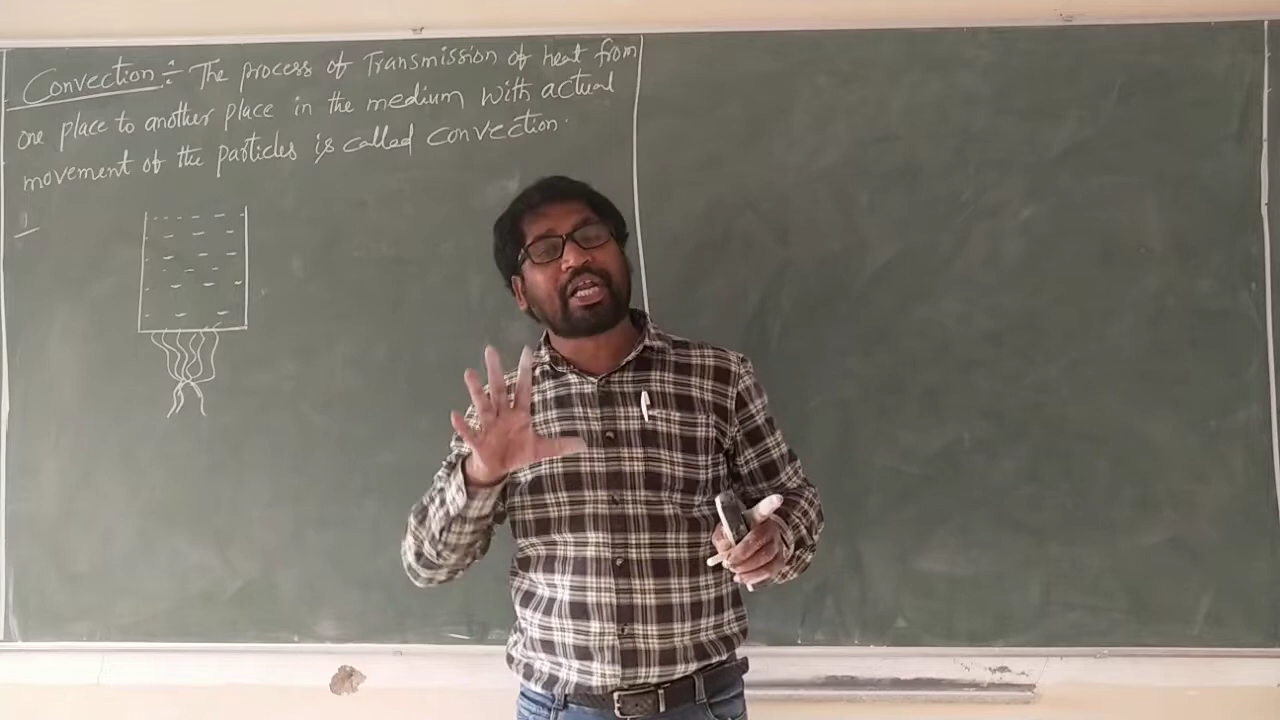 Convection :- The process of Transmission of heat from
one place to another place in the medium with actual
movement of the particles is called convection.
1